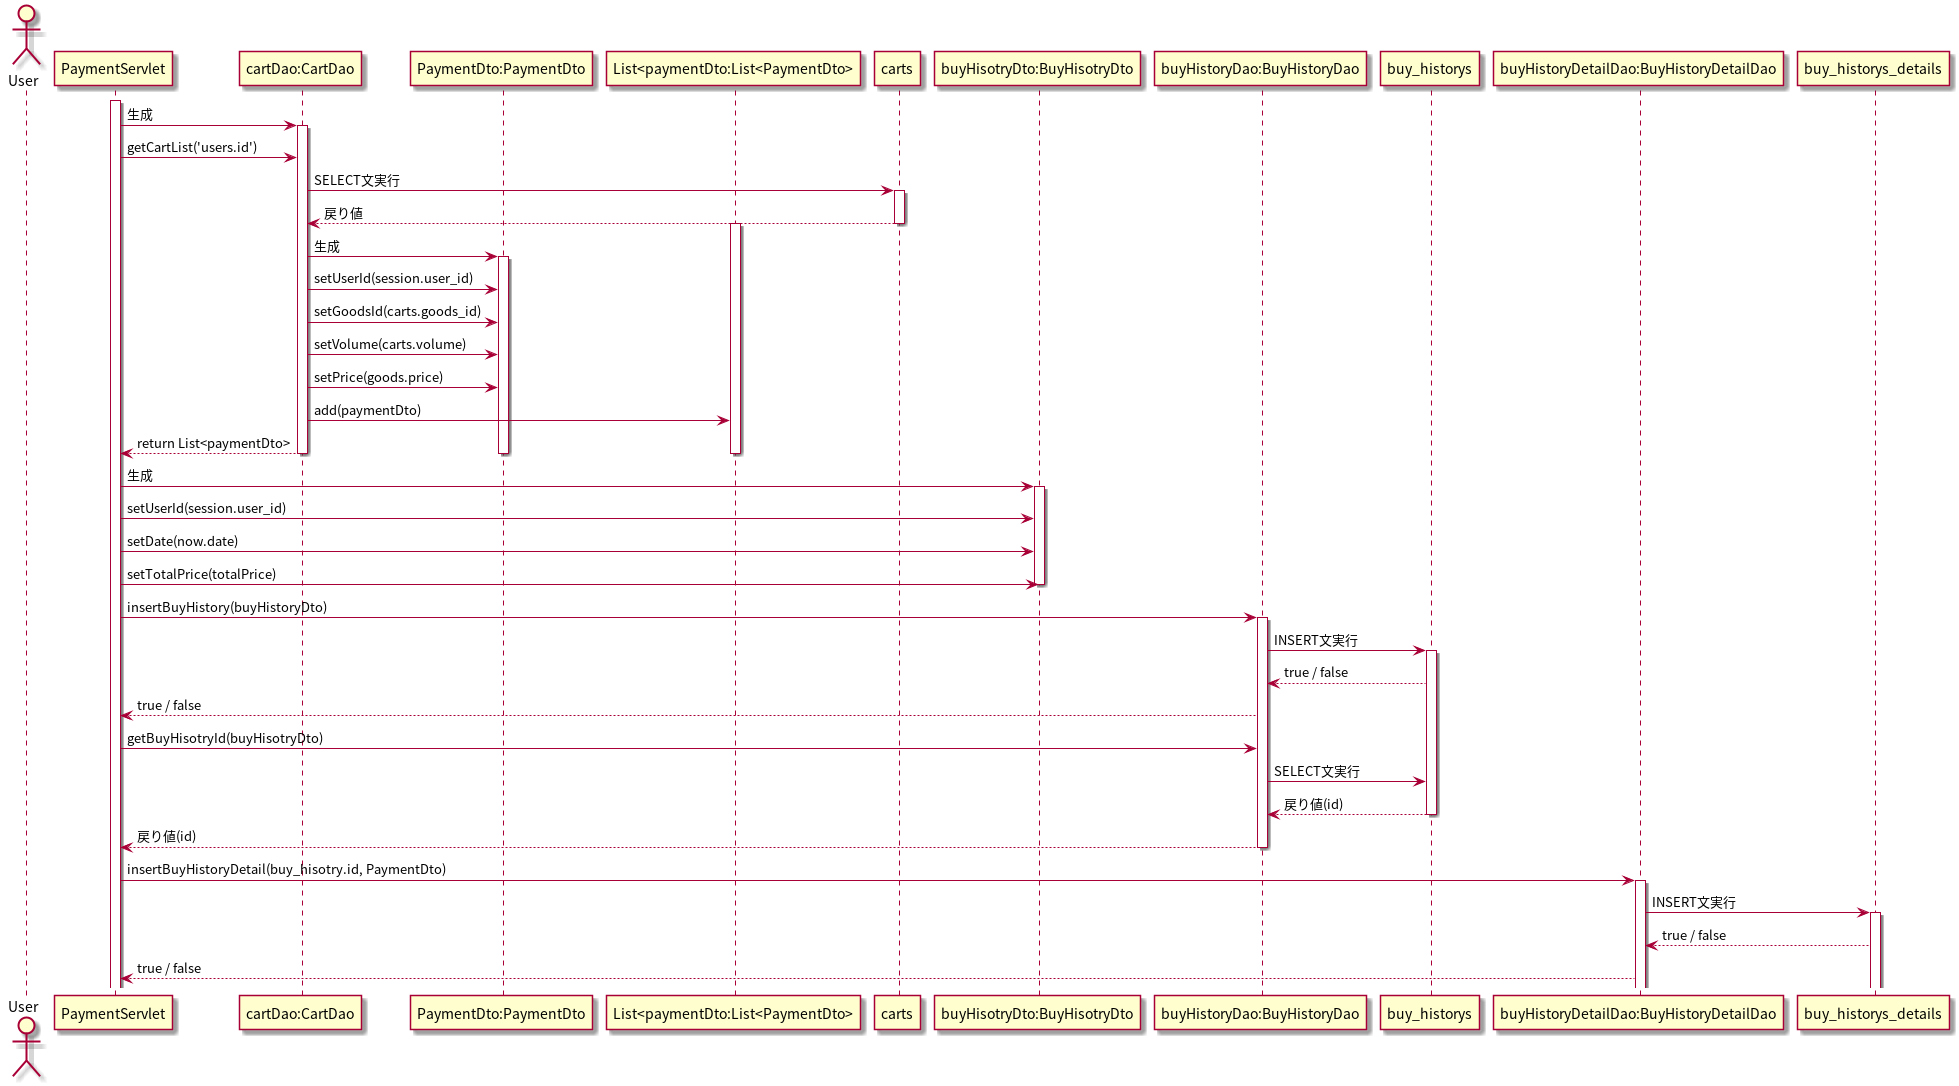 User
PaymentServlet
cartDao:CartDao
PaymentDto:PaymentDto
List<paymentDto:List<PaymentDto>
carts
buyHisotryDto:BuyHisotryDto
buyHistoryDao:BuyHistoryDao
buy_historys
buyHistoryDetailDao:BuyHistoryDetailDao
buy_historys_details
生成
getCartList('users.id')
SELECT文実行
戻り値
生成
setUserId(session.user_id)
setGoodsId(carts.goods_id)
setVolume(carts.volume)
setPrice(goods.price)
add(paymentDto)
return List<paymentDto>
生成
setUserId(session.user_id)
setDate(now.date)
setTotalPrice(totalPrice)
insertBuyHistory(buyHistoryDto)
INSERT文実行
true / false
true / false
getBuyHisotryId(buyHisotryDto)
SELECT文実行
戻り値(id)
戻り値(id)
insertBuyHistoryDetail(buy_hisotry.id, PaymentDto)
INSERT文実行
true / false
true / false
User
PaymentServlet
cartDao:CartDao
PaymentDto:PaymentDto
List<paymentDto:List<PaymentDto>
carts
buyHisotryDto:BuyHisotryDto
buyHistoryDao:BuyHistoryDao
buy_historys
buyHistoryDetailDao:BuyHistoryDetailDao
buy_historys_details